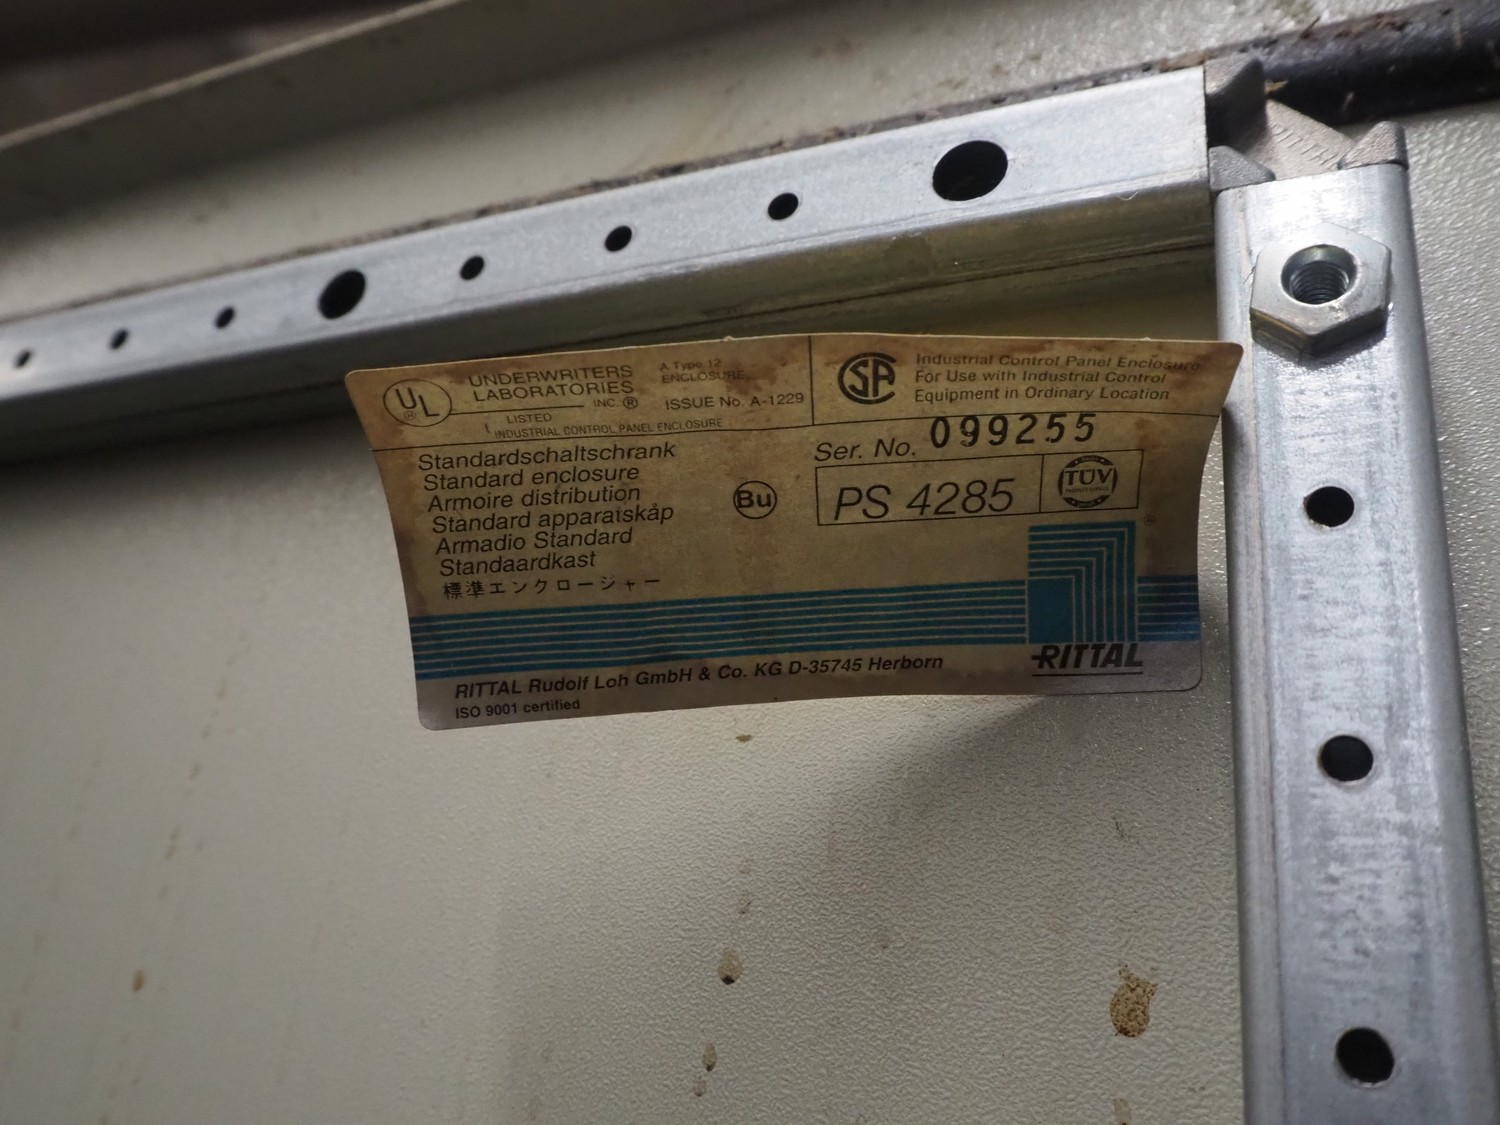 UL ®
UNDERWRITERS
LABORATORIES
INC. ®
A Type 12
ENCLOSURE
ISSUE No. A-1229
LISTED
INDUSTRIAL CONTROL PANEL ENCLOSURE
SA
Industrial Control Panel Enclosure
For Use with Industrial Control
Equipment in Ordinary Location
Standardschaltschrank
Standard enclosure
Armoire distribution
Standard apparatskåp
Armadio Standard
Standaardkast
標準エンクロージャー
Bu
Ser. No. 099255
PS 4285
TÜV
®
RITTAL
RITTAL Rudolf Loh GmbH & Co. KG D-35745 Herborn
ISO 9001 certified